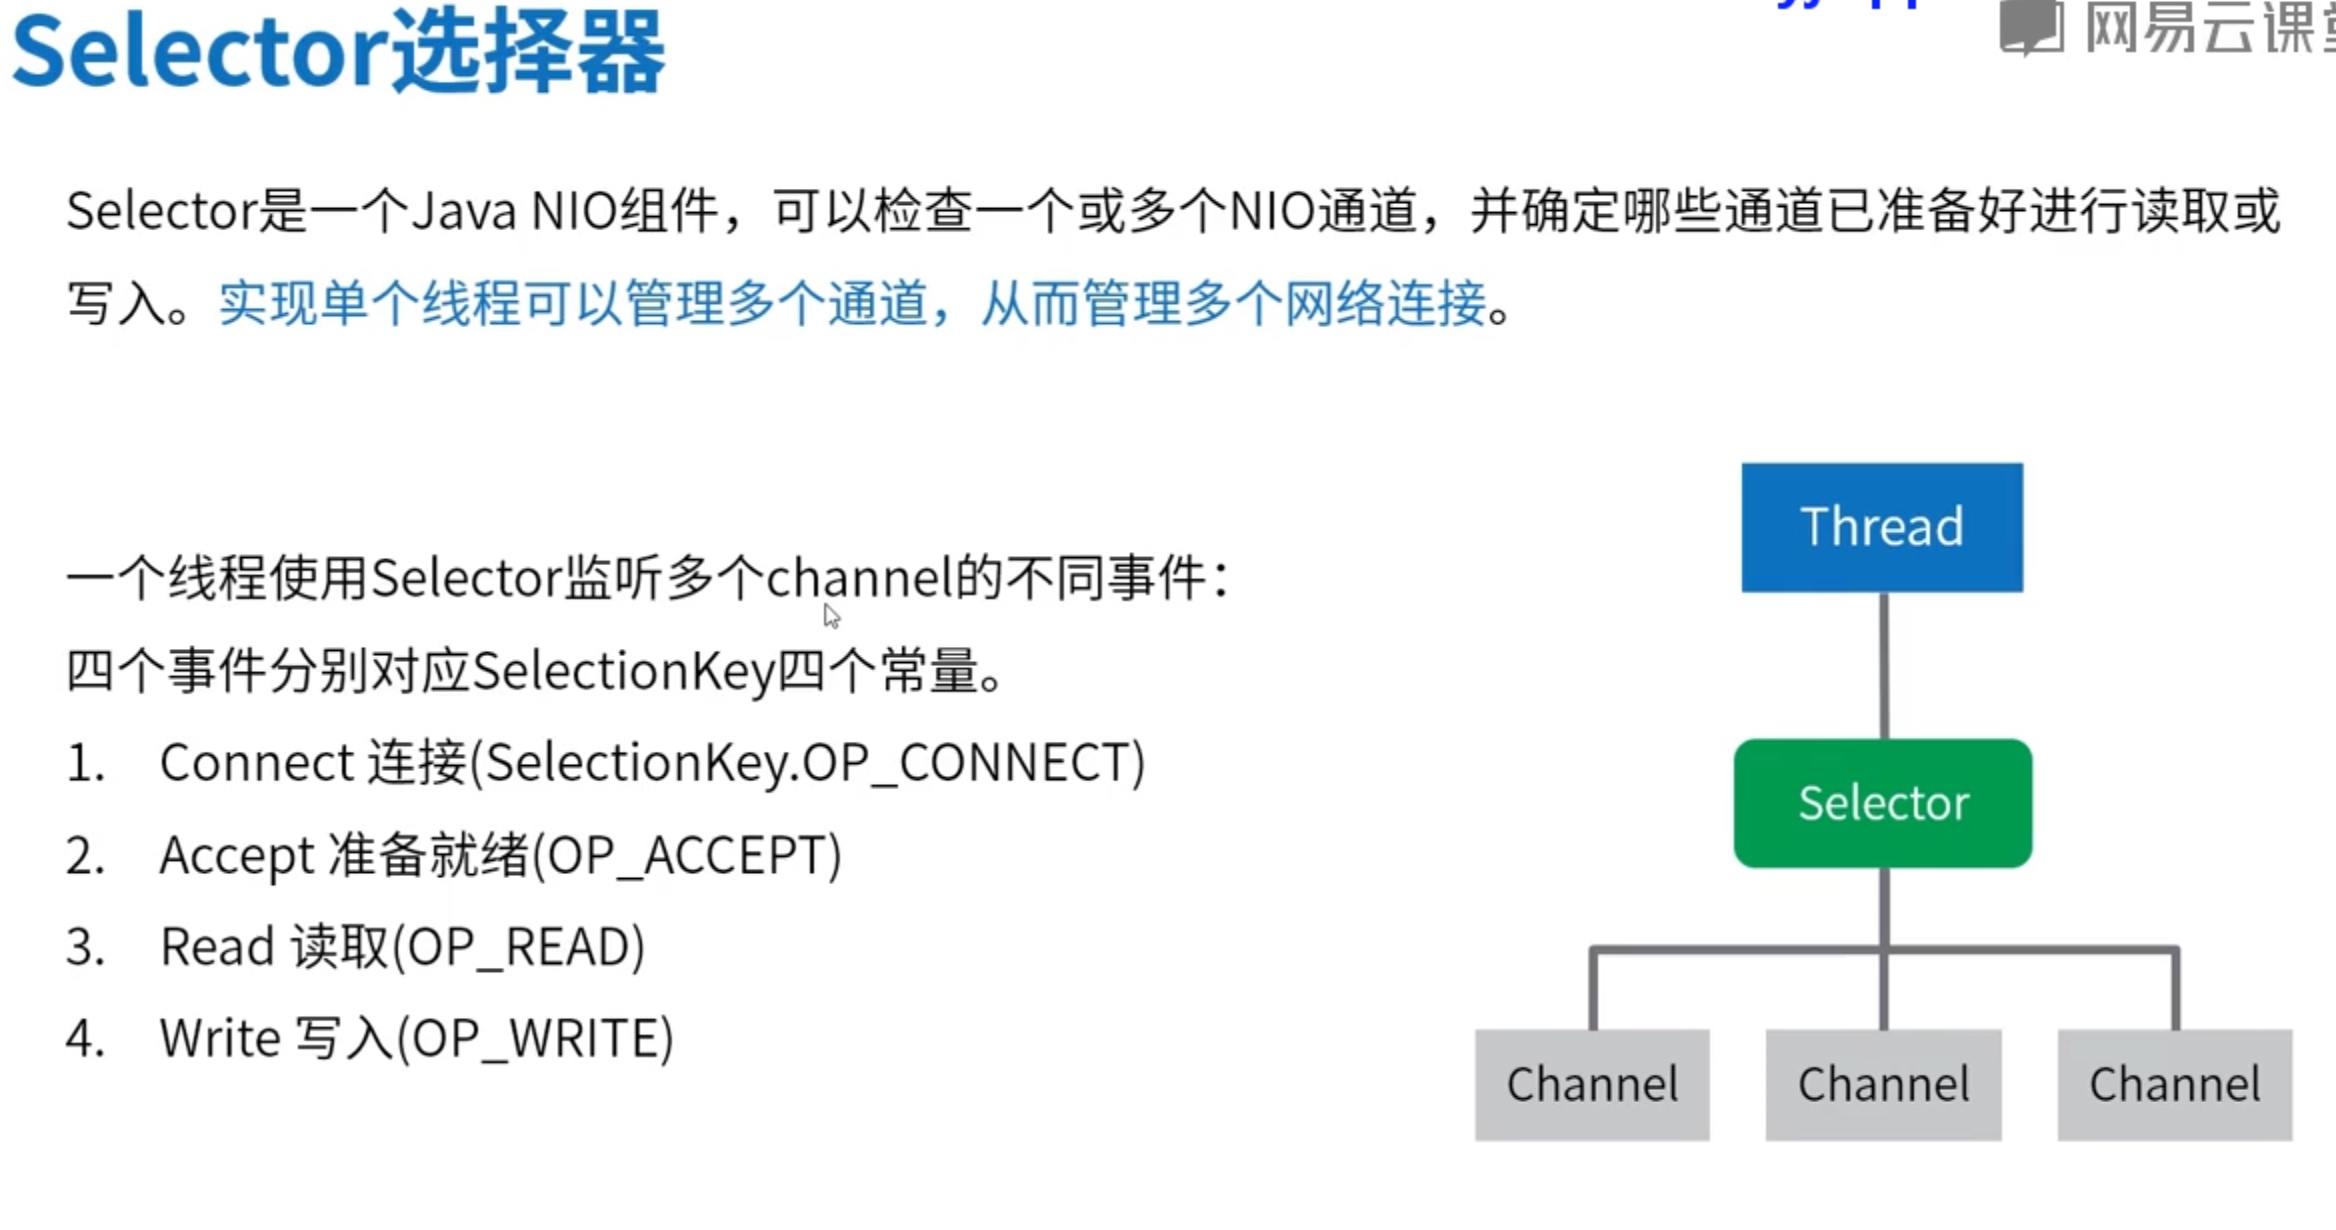 Selector选择器
网易云课堂
Selector是一个Java NIO组件，可以检查一个或多个NIO通道，并确定哪些通道已准备好进行读取或
写入。实现单个线程可以管理多个通道，从而管理多个网络连接。
一个线程使用Selector监听多个channel的不同事件：
四个事件分别对应SelectionKey四个常量。
1. Connect 连接(SelectionKey.OP_CONNECT)
2. Accept 准备就绪(OP_ACCEPT)
3. Read 读取(OP_READ)
4. Write 写入(OP_WRITE)
Thread
Selector
Channel
Channel
Channel